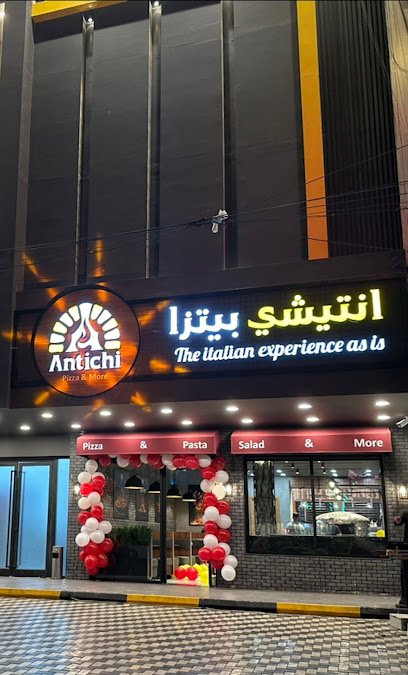 انتيشي بيتزا
The italian experience as is
Antichi
Pizza & More
Pizza & Pasta
Salad & More